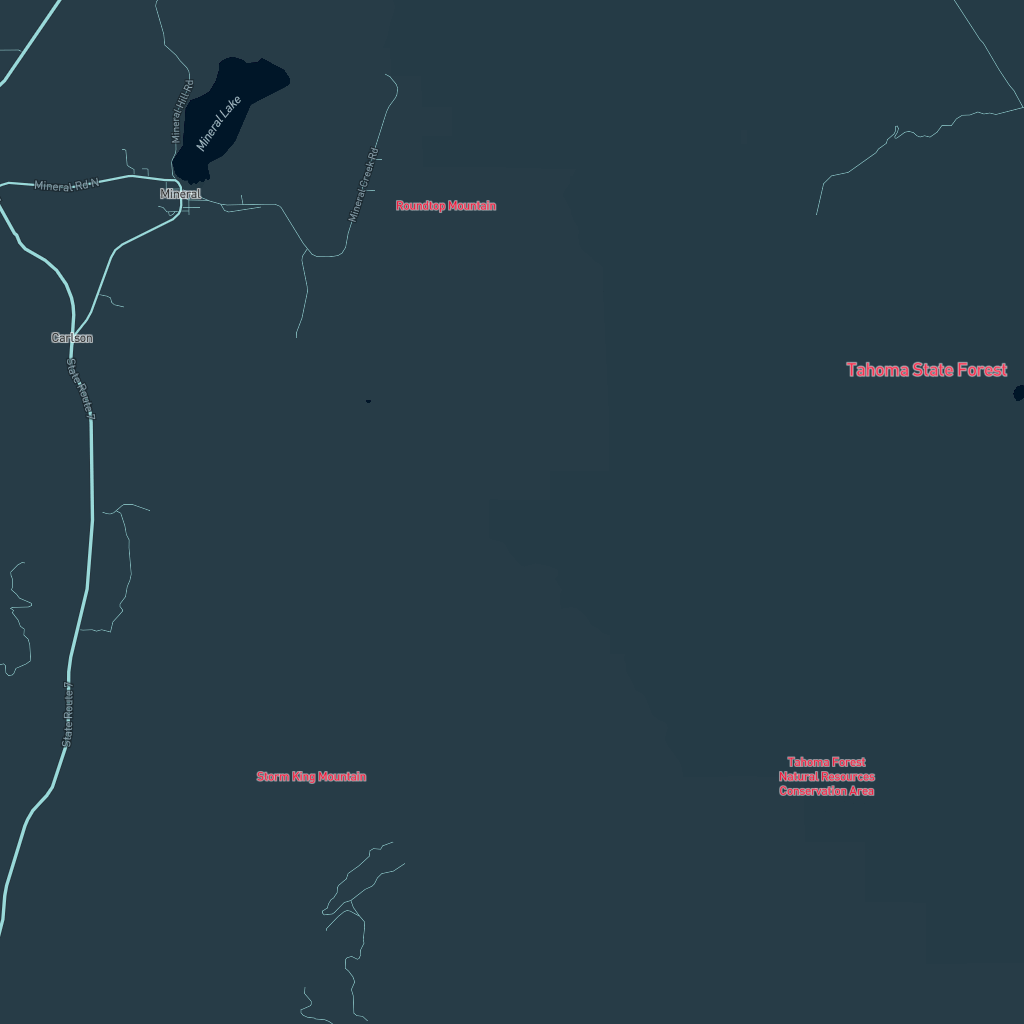 Mineral Hill Rd
Mineral Lake
Mineral Creek Rd
Mineral Rd N
Mineral
Roundtop Mountain
Carlson
State Route 7
Tahoma State Forest
State Route 7
Storm King Mountain
Tahoma Forest
Natural Resources
Conservation Area